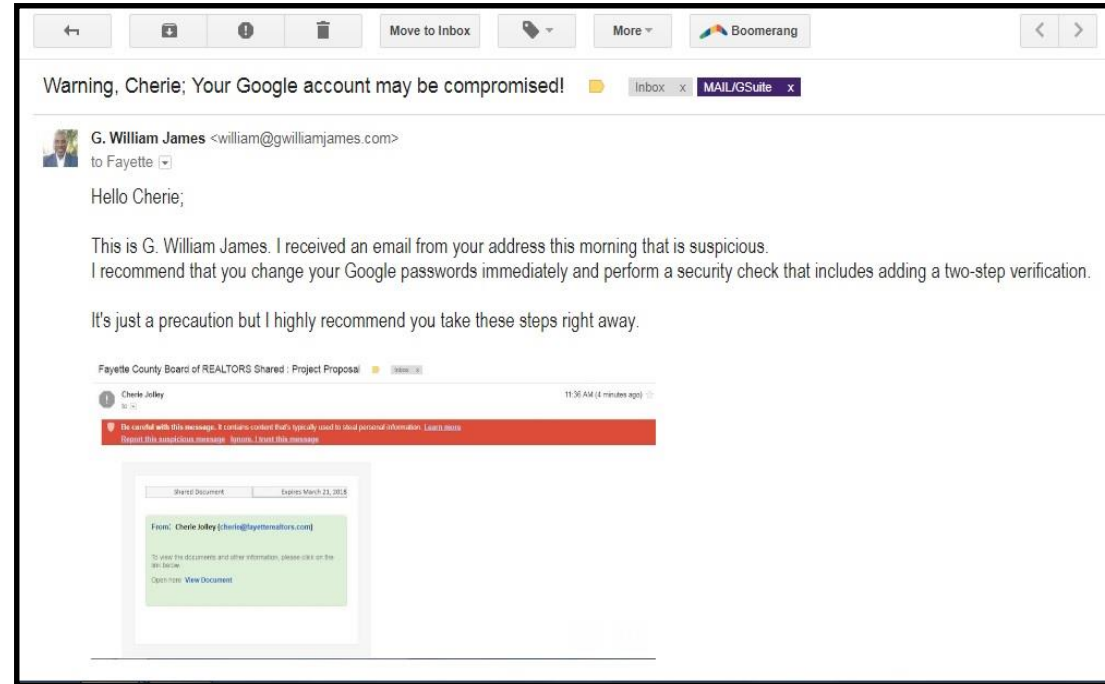 Move to Inbox More Boomerang
Warning, Cherie; Your Google account may be compromised! Inbox x MAIL/GSuite x
G. William James <william@gwilliamjames.com>
to Fayette
Hello Cherie;
This is G. William James. I received an email from your address this morning that is suspicious.
I recommend that you change your Google passwords immediately and perform a security check that includes adding a two-step verification.
It's just a precaution but I highly recommend you take these steps right away.
Fayette County Board of REALTORS Shared : Project Proposal Inbox x
Cherie Jolley 11:36 AM (4 minutes ago)
to
Be careful with this message. It contains content that's typically used to steal personal information. Learn more
Report this suspicious message Ignore, I trust this message
Shared Document Expires March 23, 2018
From: Cherie Jolley (cherie@fayetterealtors.com)
To view the documents and other information, please click on the
link below.
Open here View Document